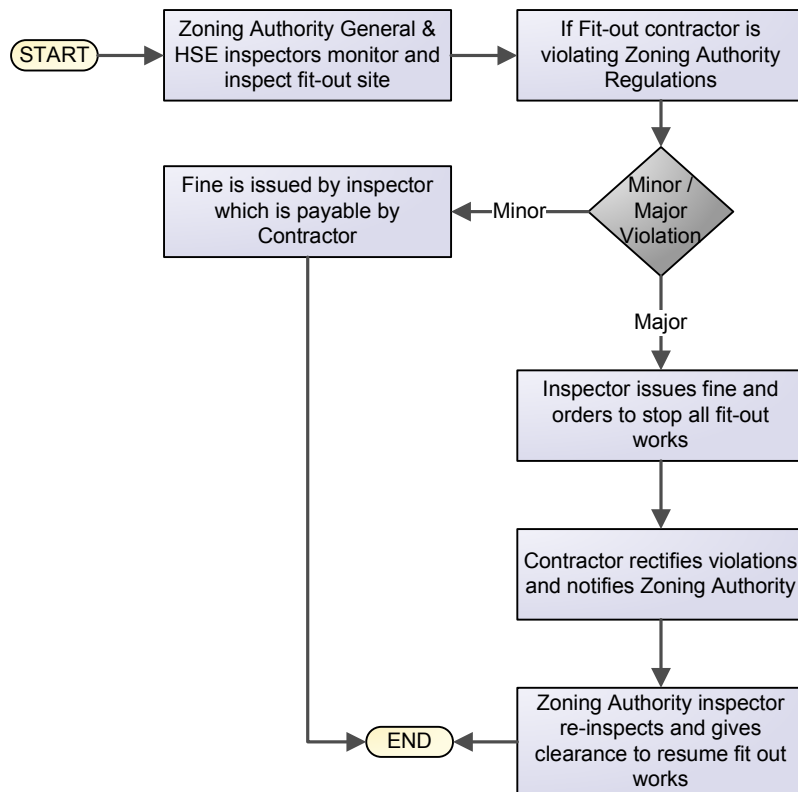 START
Zoning Authority General &
HSE inspectors monitor and
inspect fit-out site
If Fit-out contractor is
violating Zoning Authority
Regulations
Minor /
Major
Violation
Minor
Fine is issued by inspector
which is payable by
Contractor
Major
Inspector issues fine and
orders to stop all fit-out
works
Contractor rectifies violations
and notifies Zoning Authority
Zoning Authority inspector
re-inspects and gives
clearance to resume fit out
works
END